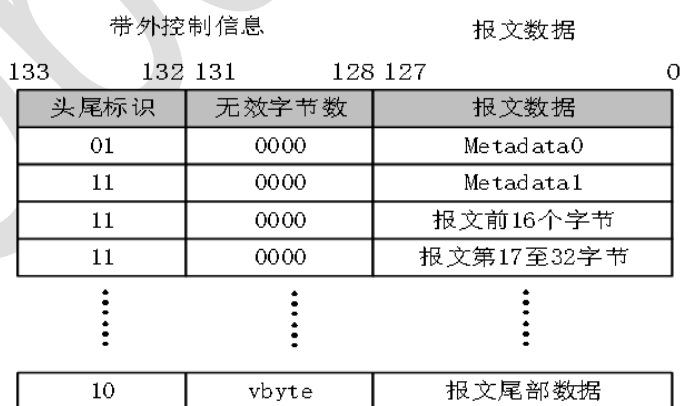 带外控制信息 报文数据
133 132 131 128 127 0
头尾标识 无效字节数 报文数据
01 0000 Metadata0
11 0000 Metadata1
11 0000 报文前16个字节
11 0000 报文第17至32字节
10 vbyte 报文尾部数据